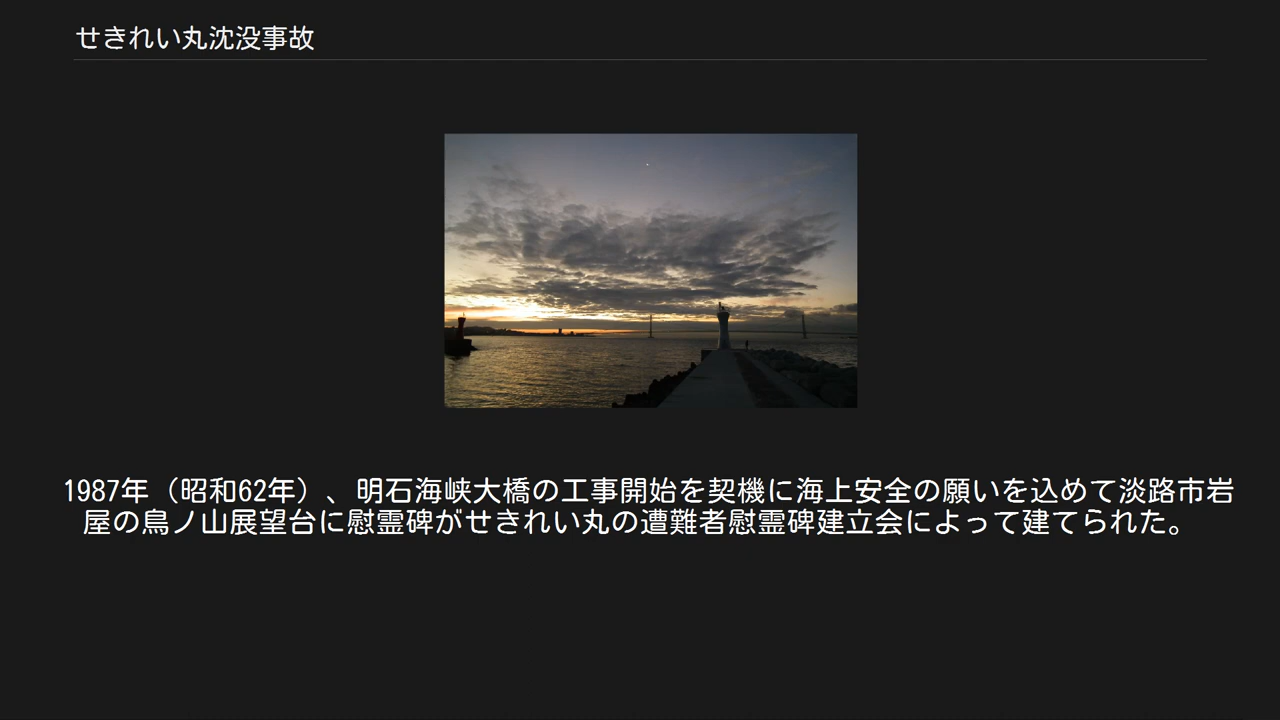 せきれい丸沈没事故
1987年（昭和62年）、明石海峡大橋の工事開始を契機に海上安全の願いを込めて淡路市岩
屋の鳥ノ山展望台に慰霊碑がせきれい丸の遭難者慰霊碑建立会によって建てられた。